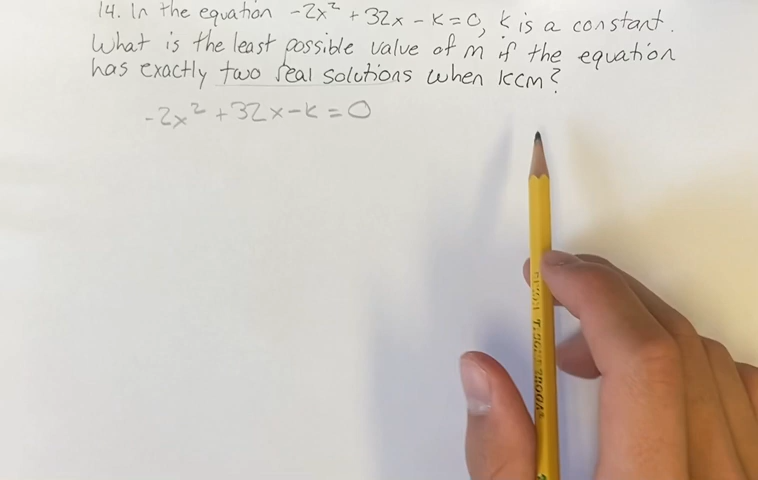 14. In the equation -2x² + 32x - k = 0, k is a constant.
What is the least possible value of m if the equation
has exactly two real solutions when k<m?
-2x² + 32x - k = 0